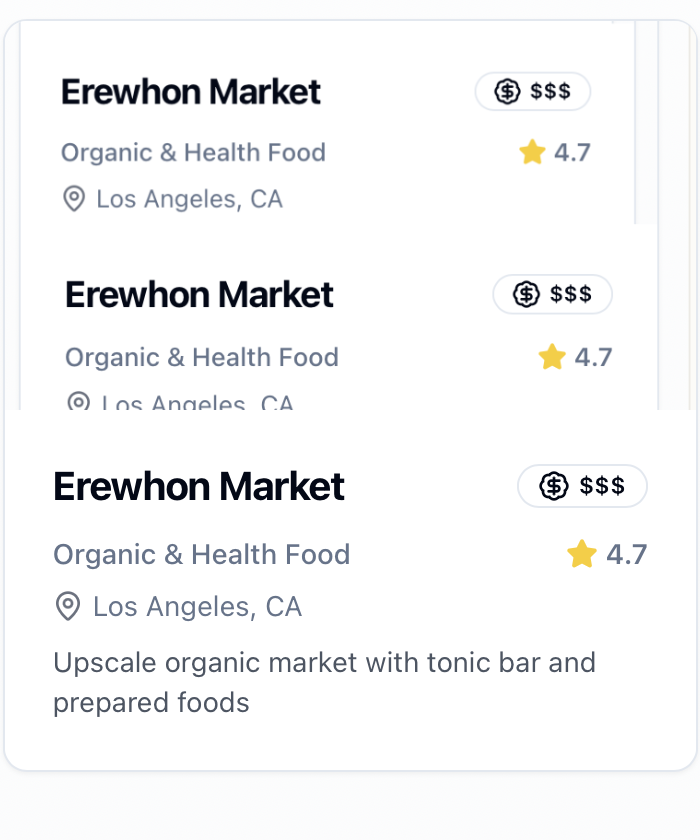 Erewhon Market $$$
Organic & Health Food 4.7
Los Angeles, CA
Erewhon Market $$$
Organic & Health Food 4.7
Los Angeles, CA
Erewhon Market $$$
Organic & Health Food 4.7
Los Angeles, CA
Upscale organic market with tonic bar and
prepared foods